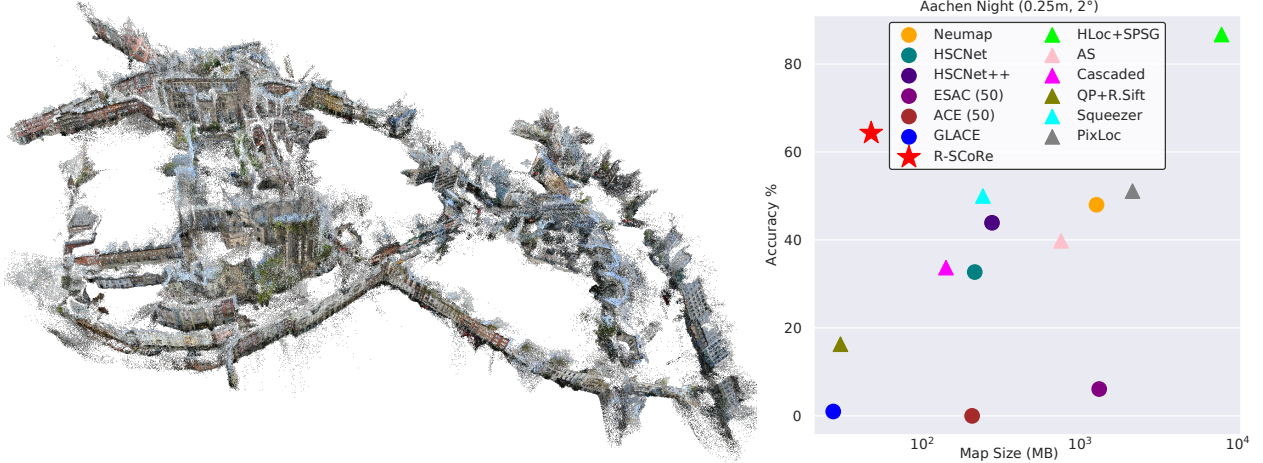 Aachen Night (0.25m, 2°)
Neumap
HSCNet
HSCNet++
ESAC (50)
ACE (50)
GLACE
R-SCoRe
HLoc+SPSG
AS
Cascaded
QP+R.Sift
Squeezer
PixLoc
Accuracy %
80
60
40
20
0
10²
10³
10⁴
Map Size (MB)